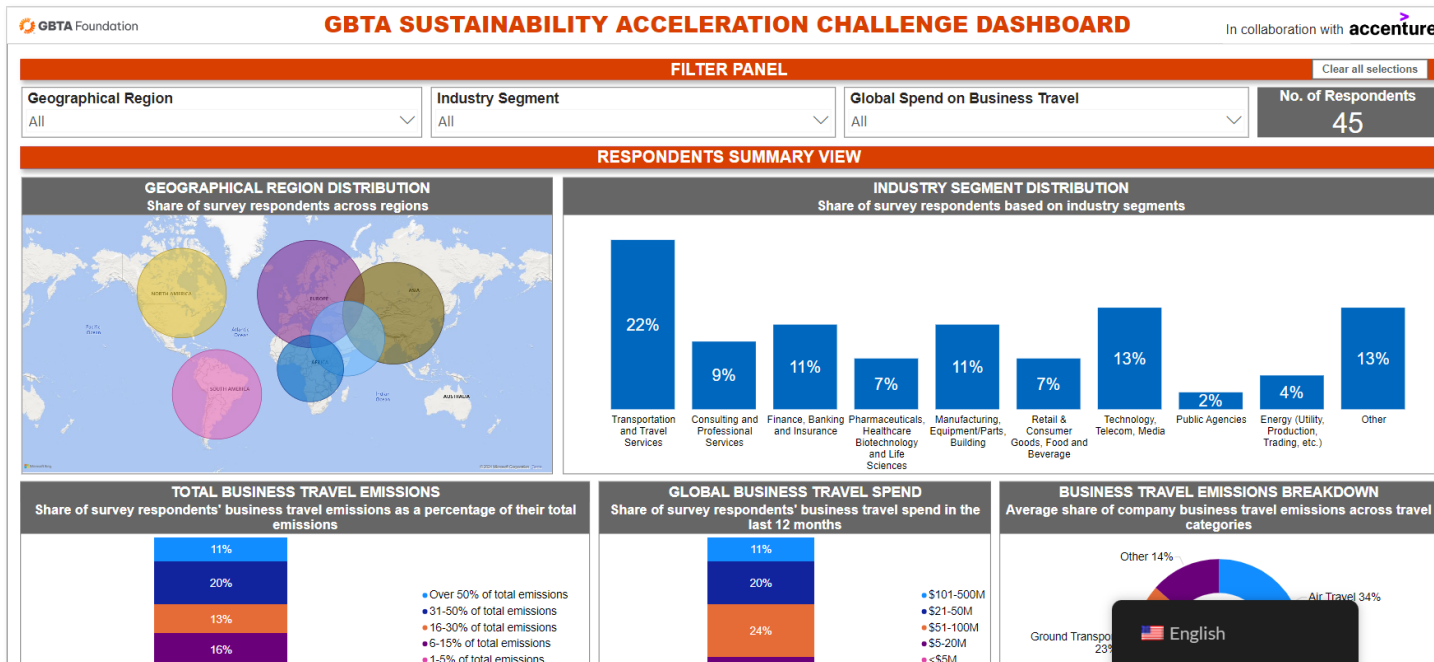 GBTA Foundation
GBTA SUSTAINABILITY ACCELERATION CHALLENGE DASHBOARD
In collaboration with accenture
FILTER PANEL
Clear all selections
Geographical Region
All
Industry Segment
All
Global Spend on Business Travel
All
No. of Respondents
45
RESPONDENTS SUMMARY VIEW
GEOGRAPHICAL REGION DISTRIBUTION
Share of survey respondents across regions
NORTH AMERICA
EUROPE
ASIA
Pacific
Ocean
Atlantic
Ocean
AFRICA
SOUTH AMERICA
Indian
Ocean
AUSTRALIA
INDUSTRY SEGMENT DISTRIBUTION
Share of survey respondents based on industry segments
22%
9%
11%
7%
11%
7%
13%
2%
4%
13%
Transportation
and Travel
Services
Consulting and
Professional
Services
Finance, Banking
and Insurance
Pharmaceuticals,
Healthcare
Biotechnology
and Life
Sciences
Manufacturing,
Equipment/Parts,
Building
Retail &
Consumer
Goods, Food and
Beverage
Technology,
Telecom, Media
Public Agencies
Energy (Utility,
Production,
Trading, etc.)
Other
TOTAL BUSINESS TRAVEL EMISSIONS
Share of survey respondents' business travel emissions as a percentage of their total
emissions
11%
20%
13%
16%
Over 50% of total emissions
31-50% of total emissions
16-30% of total emissions
6-15% of total emissions
1-5% of total emissions
GLOBAL BUSINESS TRAVEL SPEND
Share of survey respondents' business travel spend in the
last 12 months
11%
20%
24%
$101-500M
$21-50M
$51-100M
$5-20M
<$5M
BUSINESS TRAVEL EMISSIONS BREAKDOWN
Average share of company business travel emissions across travel
categories
Other 14%
Air Travel 34%
Ground Transpo
23%
English